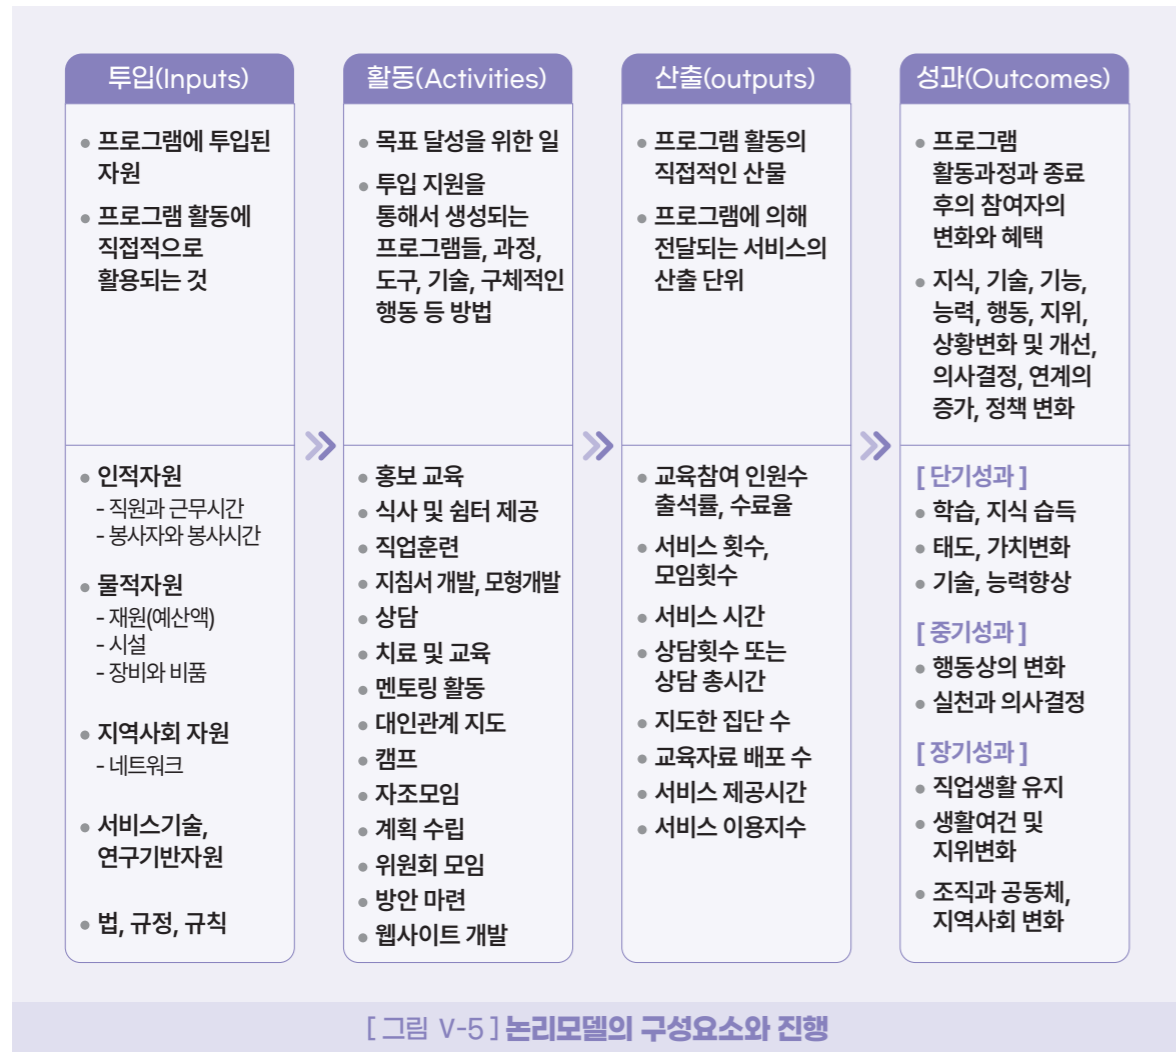 투입(Inputs)
• 프로그램에 투입된
자원
• 프로그램 활동에
직접적으로
활용되는 것
• 인적자원
- 직원과 근무시간
- 봉사자와 봉사시간
• 물적자원
- 재원(예산액)
- 시설
- 장비와 비품
• 지역사회 자원
- 네트워크
• 서비스기술,
연구기반자원
• 법, 규정, 규칙
활동(Activities)
• 목표 달성을 위한 일
• 투입 지원을
통해서 생성되는
프로그램들, 과정,
도구, 기술, 구체적인
행동 등 방법
• 홍보 교육
• 식사 및 쉼터 제공
• 직업훈련
• 지침서 개발, 모형개발
• 상담
• 치료 및 교육
• 멘토링 활동
• 대인관계 지도
• 캠프
• 자조모임
• 계획 수립
• 위원회 모임
• 방안 마련
• 웹사이트 개발
산출(outputs)
• 프로그램 활동의
직접적인 산물
• 프로그램에 의해
전달되는 서비스의
산출 단위
• 교육참여 인원수
출석률, 수료율
• 서비스 횟수,
모임횟수
• 서비스 시간
• 상담횟수 또는
상담 총시간
• 지도한 집단 수
• 교육자료 배포 수
• 서비스 제공시간
• 서비스 이용지수
성과(Outcomes)
• 프로그램
활동과정과 종료
후의 참여자의
변화와 혜택
• 지식, 기술, 기능,
능력, 행동, 지위,
상황변화 및 개선,
의사결정, 연계의
증가, 정책 변화
[ 단기성과 ]
• 학습, 지식 습득
• 태도, 가치변화
• 기술, 능력향상
[ 중기성과 ]
• 행동상의 변화
• 실천과 의사결정
[ 장기성과 ]
• 직업생활 유지
• 생활여건 및
지위변화
• 조직과 공동체,
지역사회 변화
[ 그림 V-5 ] 논리모델의 구성요소와 진행